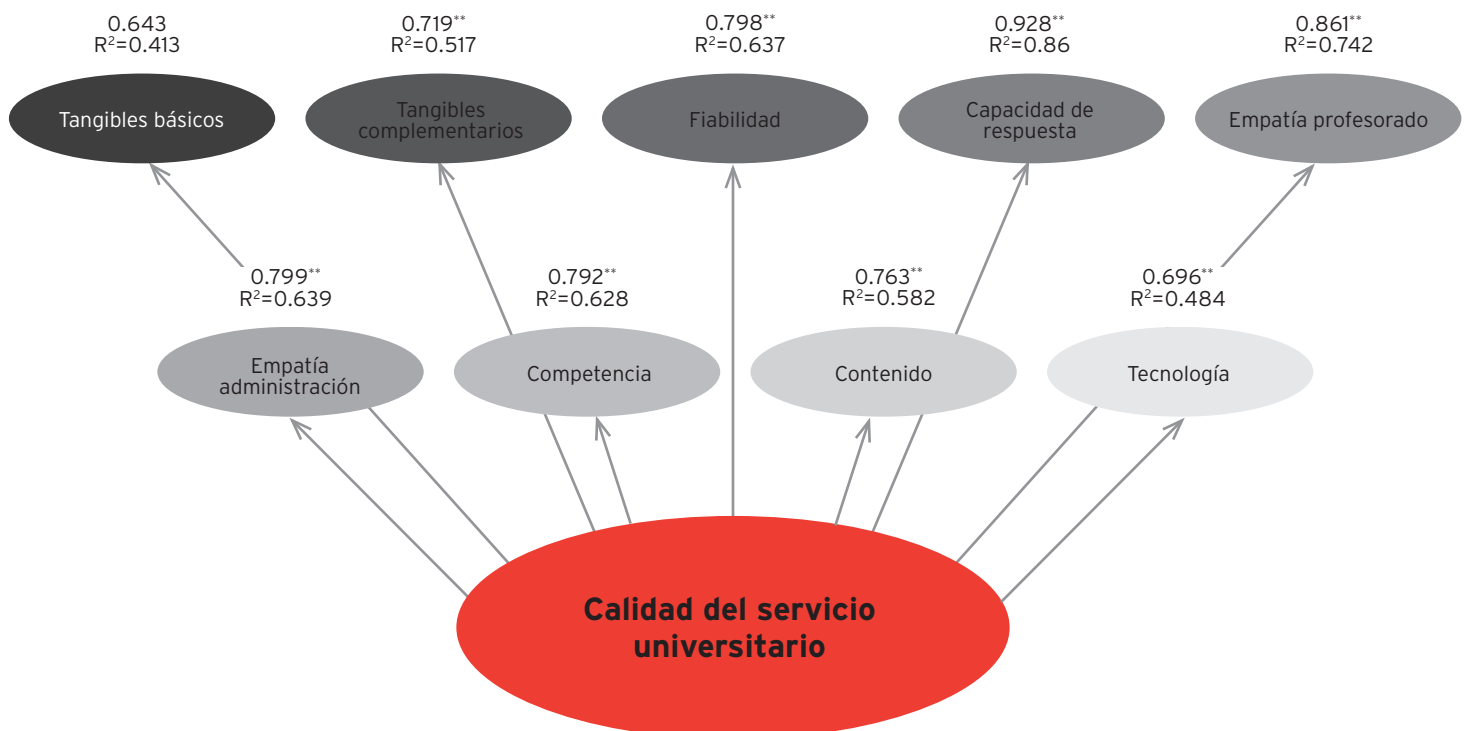 0.643
R²=0.413
Tangibles básicos
0.719**
R²=0.517
Tangibles
complementarios
0.798**
R²=0.637
Fiabilidad
0.928**
R²=0.86
Capacidad de
respuesta
0.861**
R²=0.742
Empatía profesorado
0.799**
R²=0.639
Empatía
administración
0.792**
R²=0.628
Competencia
0.763**
R²=0.582
Contenido
0.696**
R²=0.484
Tecnología
Calidad del servicio
universitario